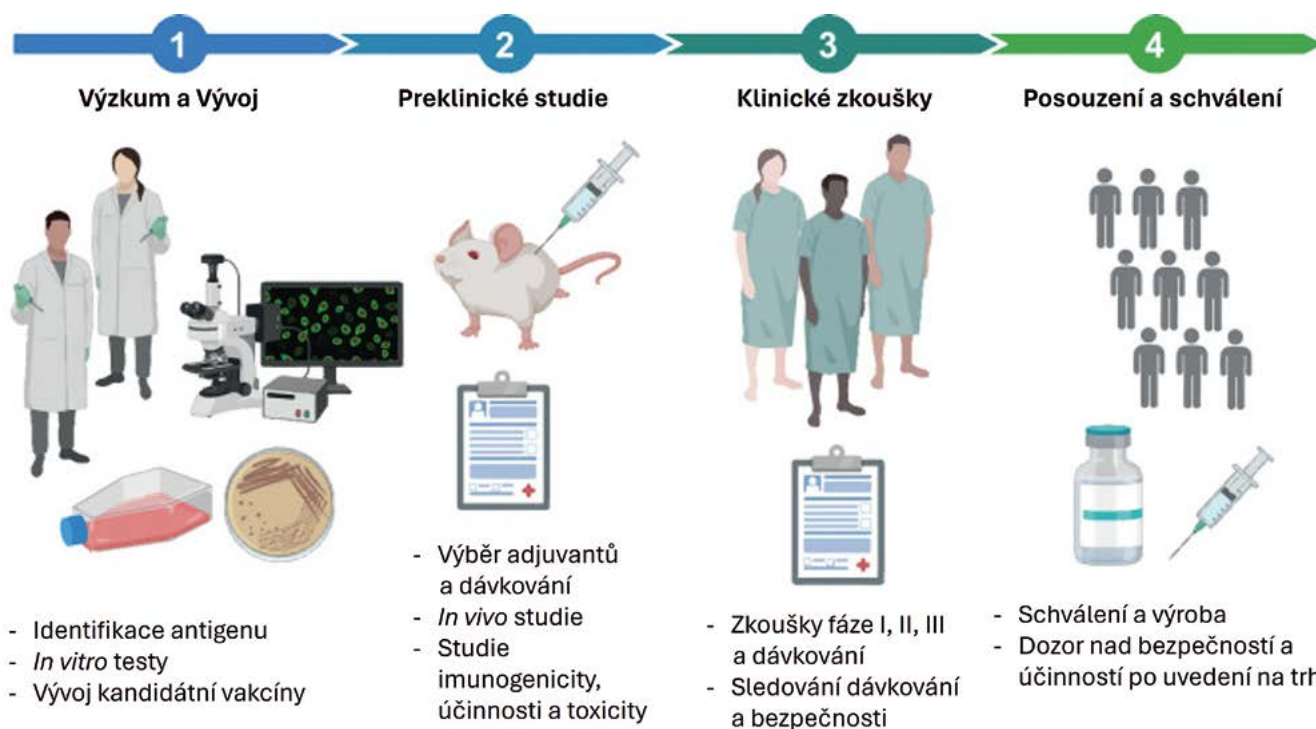 1
2
3
4
Výzkum a Vývoj
Preklinické studie
Klinické zkoušky
Posouzení a schválení
- Identifikace antigenu
- In vitro testy
- Vývoj kandidátní vakcíny
- Výběr adjuvantů
a dávkování
- In vivo studie
- Studie
imunogenicity,
účinnosti a toxicity
- Zkoušky fáze I, II, III
a dávkování
- Sledování dávkování
a bezpečnosti
- Schválení a výroba
- Dozor nad bezpečností a
účinností po uvedení na trh